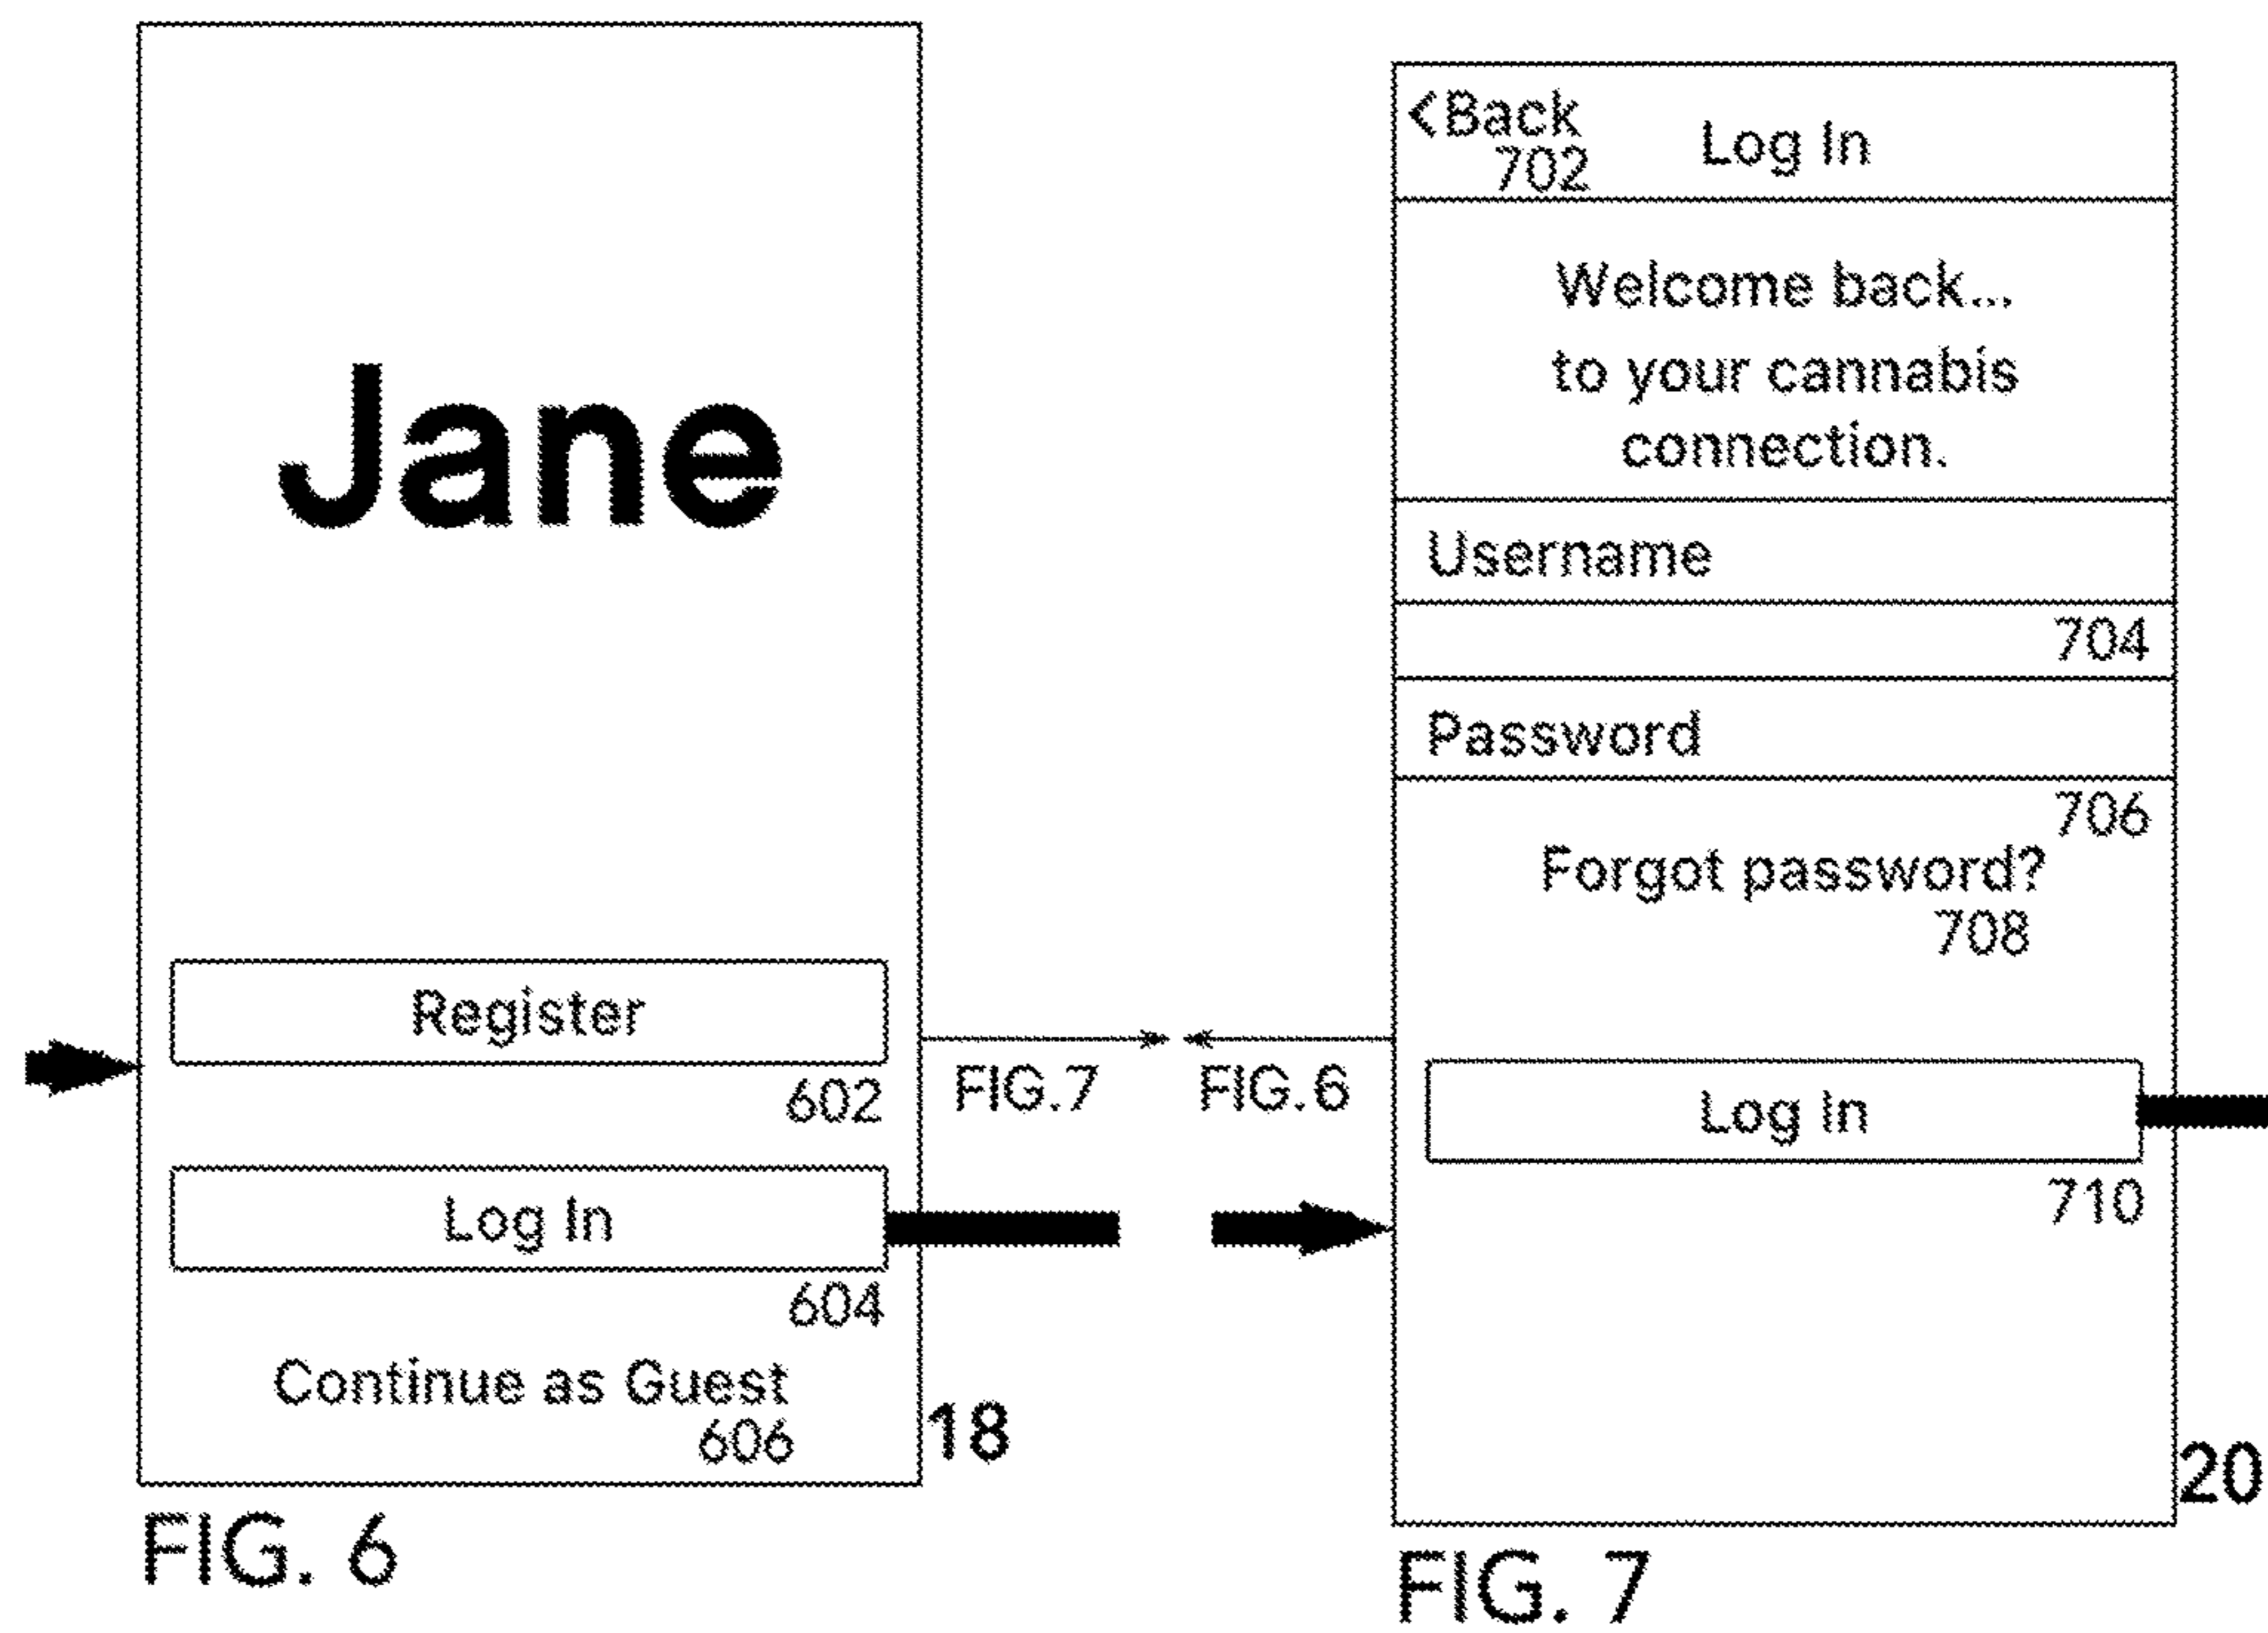 Jane
Register
602
Log In
604
Continue as Guest
606
18
FIG. 6
FIG. 7
FIG. 6
<Back
702
Log In
Welcome back...
to your cannabis
connection.
Username
704
Password
706
Forgot password?
708
Log In
710
20
FIG. 7